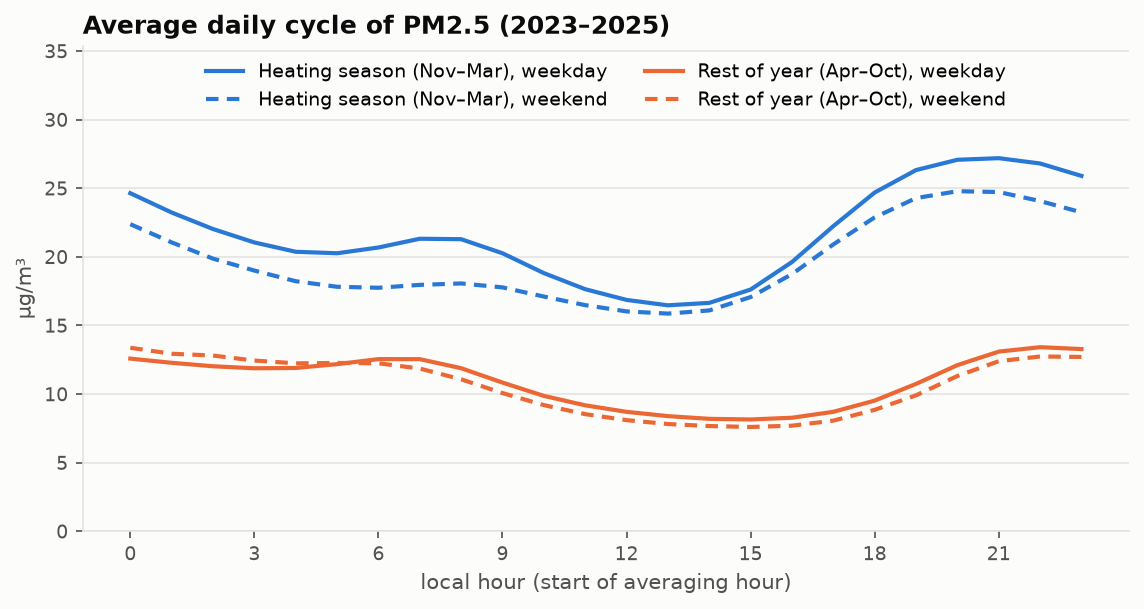 Average daily cycle of PM2.5 (2023–2025)
Heating season (Nov–Mar), weekday
Heating season (Nov–Mar), weekend
Rest of year (Apr–Oct), weekday
Rest of year (Apr–Oct), weekend
µg/m³
35
30
25
20
15
10
5
0
0 3 6 9 12 15 18 21
local hour (start of averaging hour)